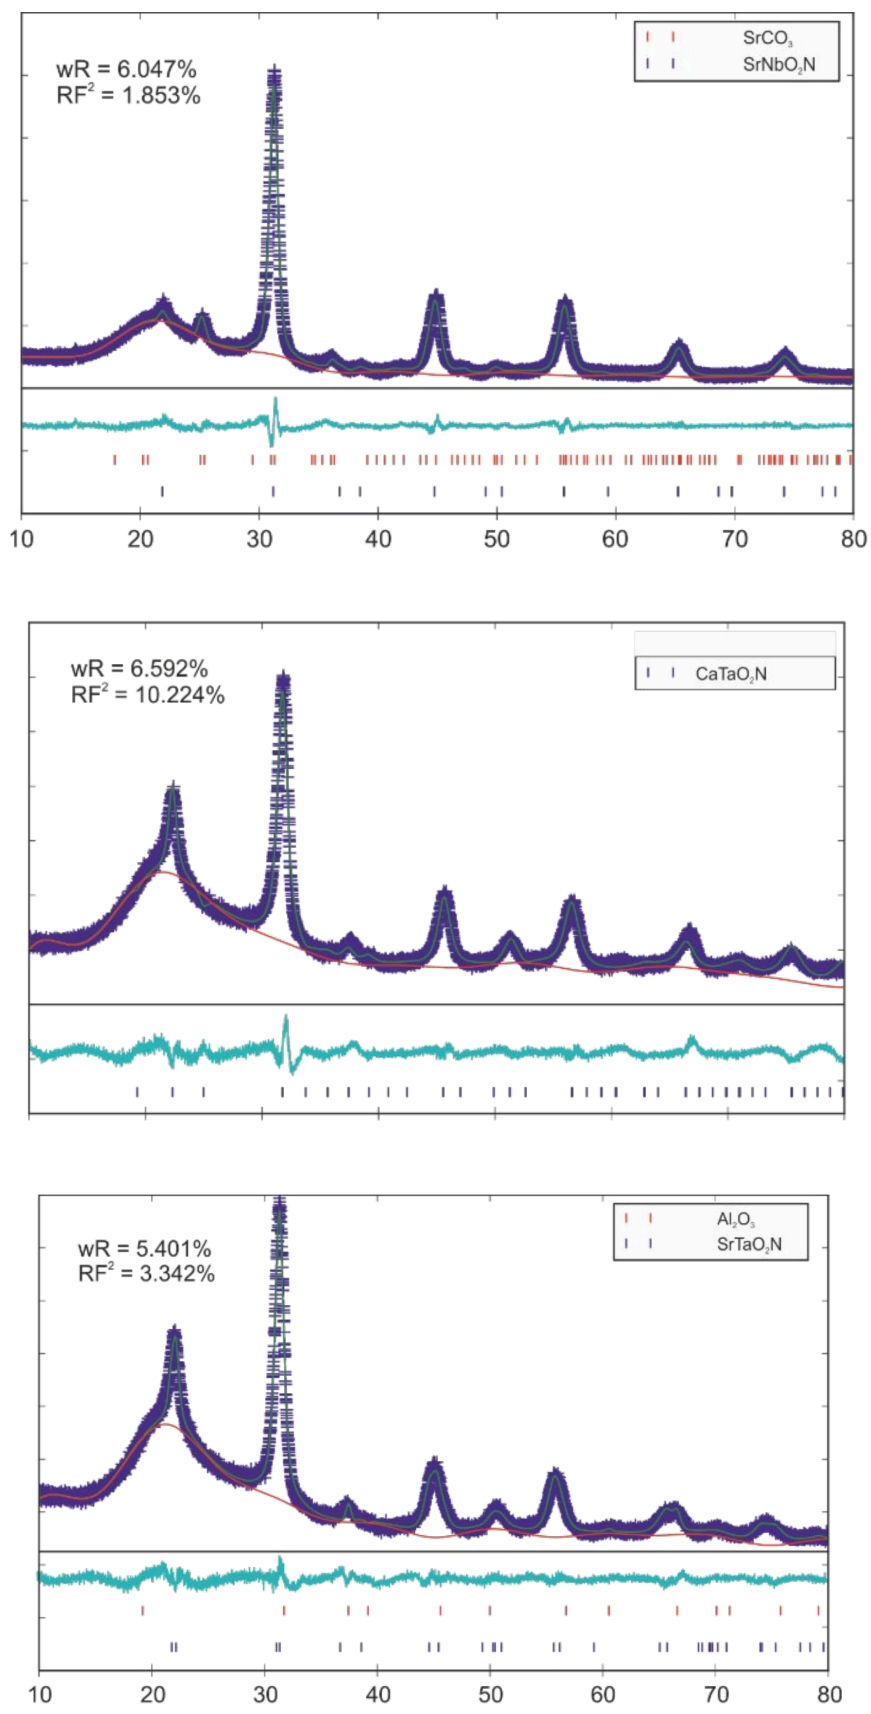 wR = 6.047%
RF² = 1.853%
SrCO₃
SrNbO₂N
10 20 30 40 50 60 70 80
wR = 6.592%
RF² = 10.224%
CaTaO₂N
wR = 5.401%
RF² = 3.342%
Al₂O₃
SrTaO₂N
10 20 30 40 50 60 70 80